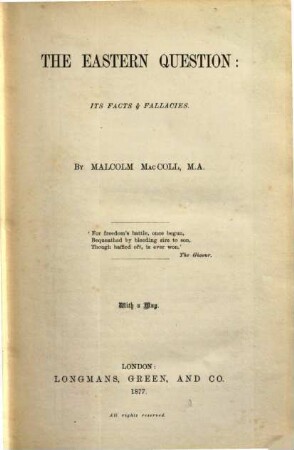 THE EASTERN QUESTION:
ITS FACTS & FALLACIES.
BY MALCOLM MACCOLL, M.A.
'For freedom's battle, once begun,
Bequeathed by bleeding sire to son,
Though baffled oft, is ever won.'
The Giaour.
With a Map.
LONDON:
LONGMANS, GREEN, AND CO.
1877.
All rights reserved.